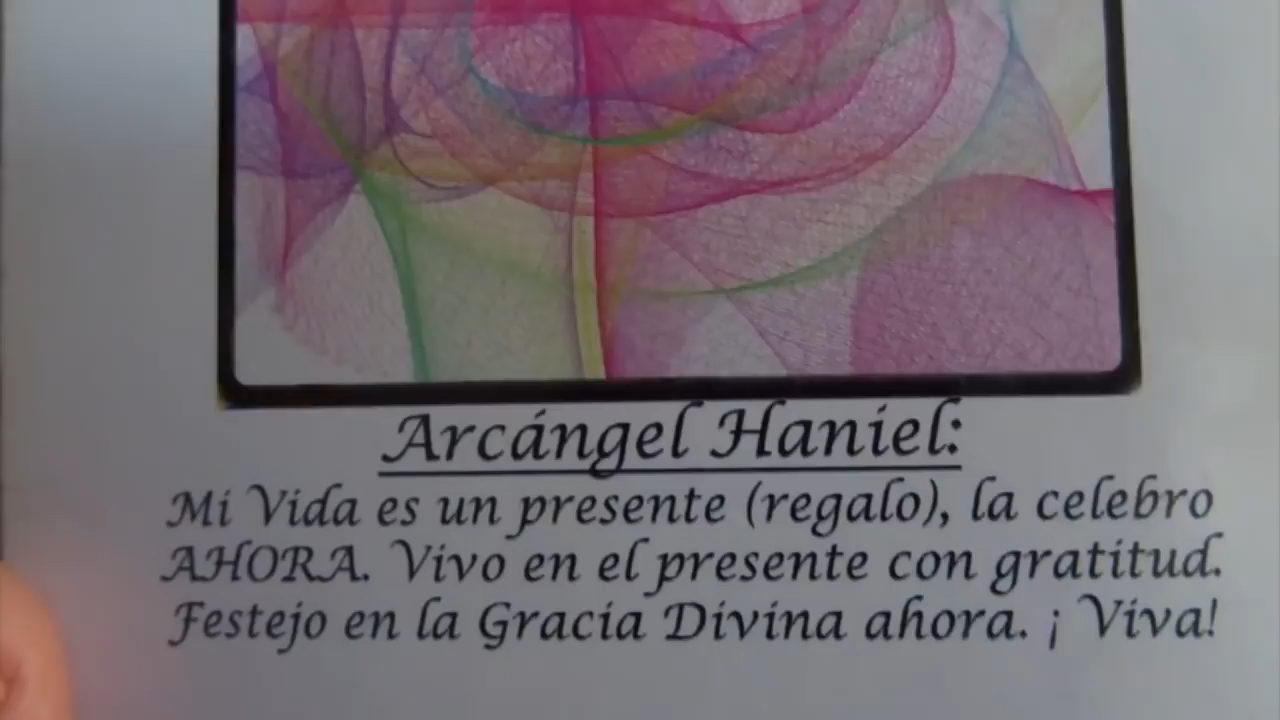 Arcángel Haniel:
Mi Vida es un presente (regalo), la celebro
AHORA. Vivo en el presente con gratitud.
Festejo en la Gracia Divina ahora. ¡ Viva!